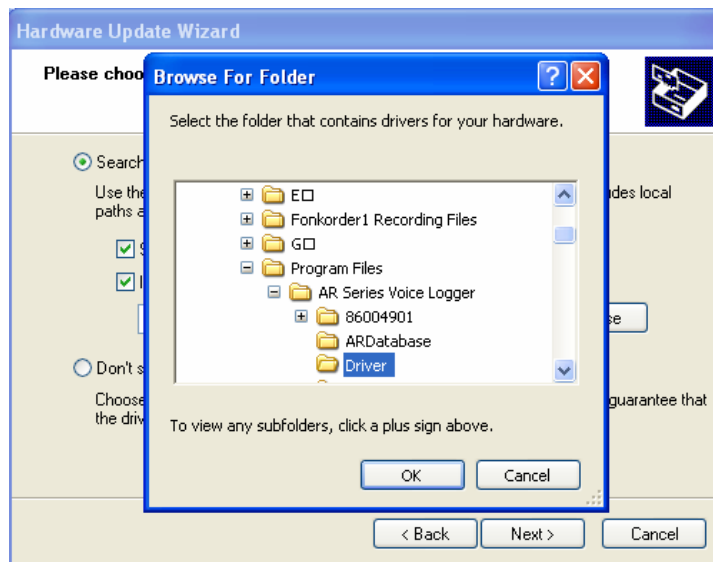 Hardware Update Wizard
Please choo
Browse For Folder
Select the folder that contains drivers for your hardware.
Search
Use the
paths a
des local
E□
Fonkorder1 Recording Files
G□
Program Files
AR Series Voice Logger
86004901
ARDatabase
Driver
S
I
se
Don't s
Choose
the driv
guarantee that
To view any subfolders, click a plus sign above.
OK
Cancel
< Back
Next >
Cancel